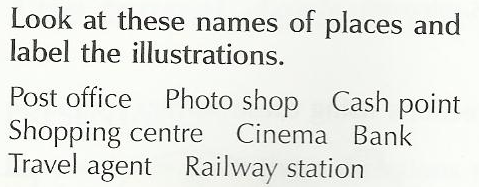 Look at these names of places and
label the illustrations.
Post office Photo shop Cash point
Shopping centre Cinema Bank
Travel agent Railway station